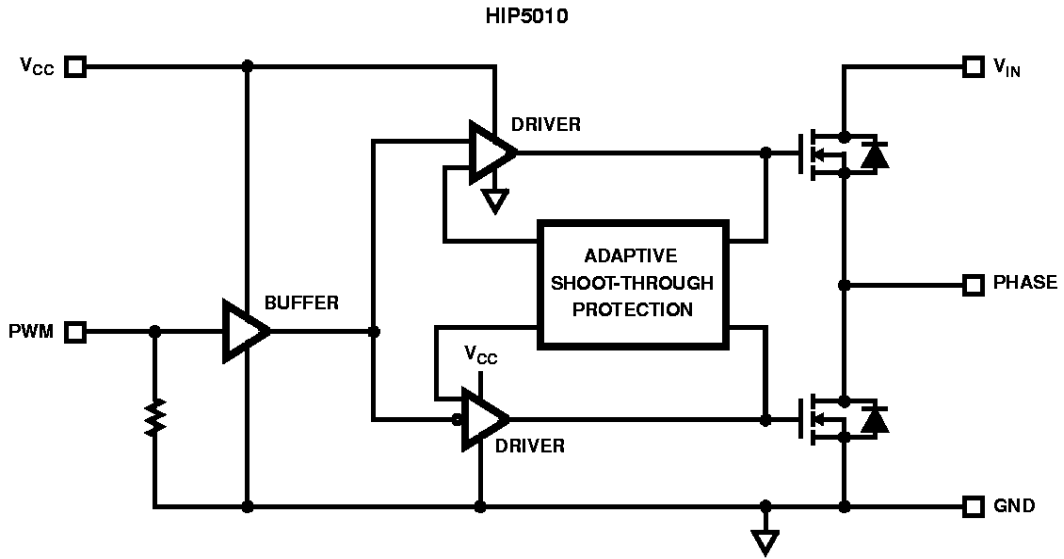 HIP5010
VCC
VIN
DRIVER
ADAPTIVE
SHOOT-THROUGH
PROTECTION
PHASE
BUFFER
PWM
VCC
DRIVER
GND